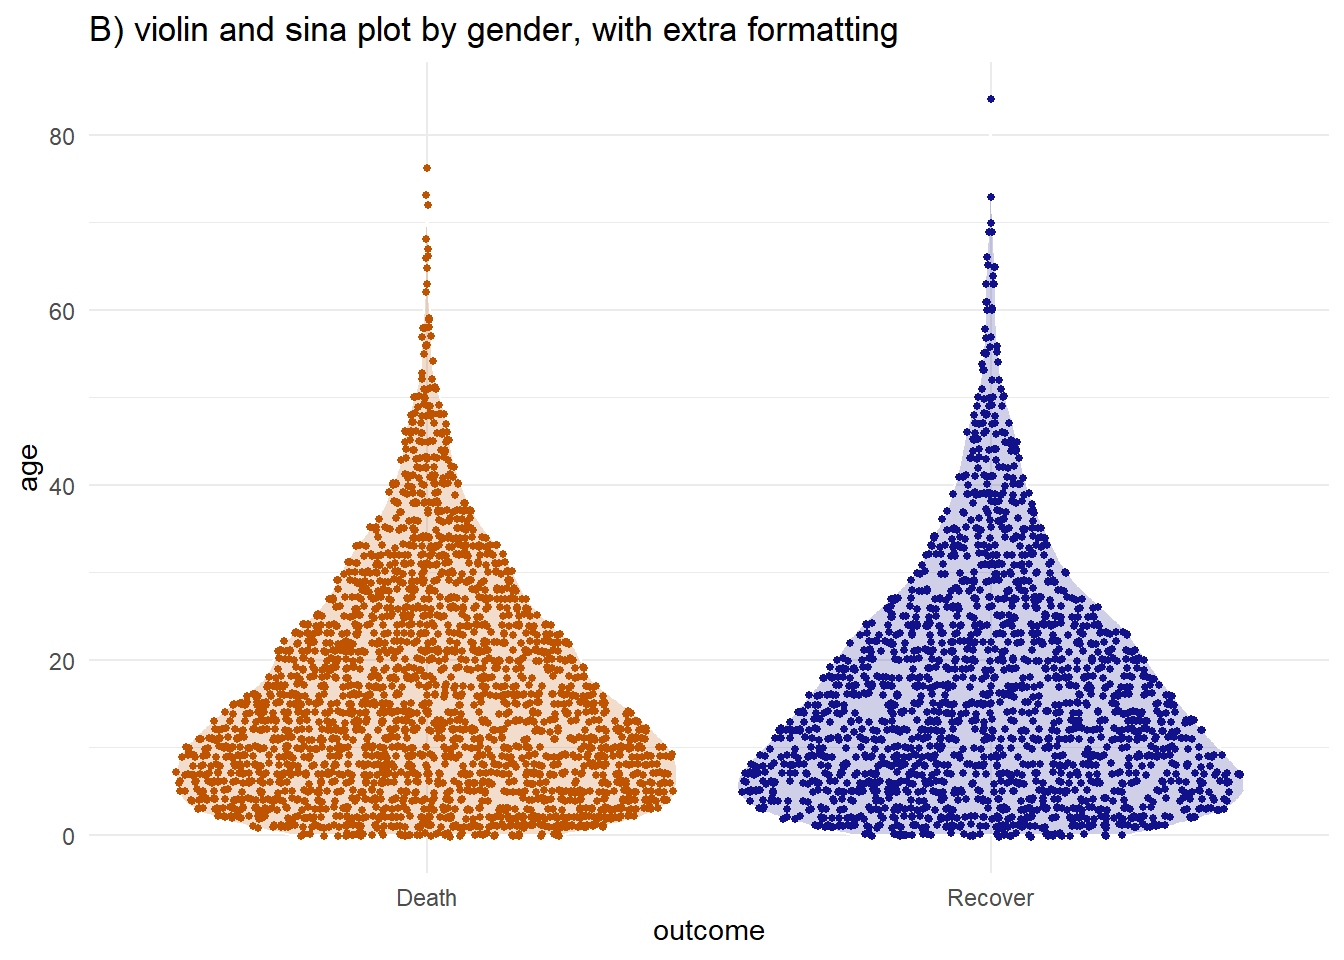 B) violin and sina plot by gender, with extra formatting
80
60
40
20
0
age
Death
Recover
outcome